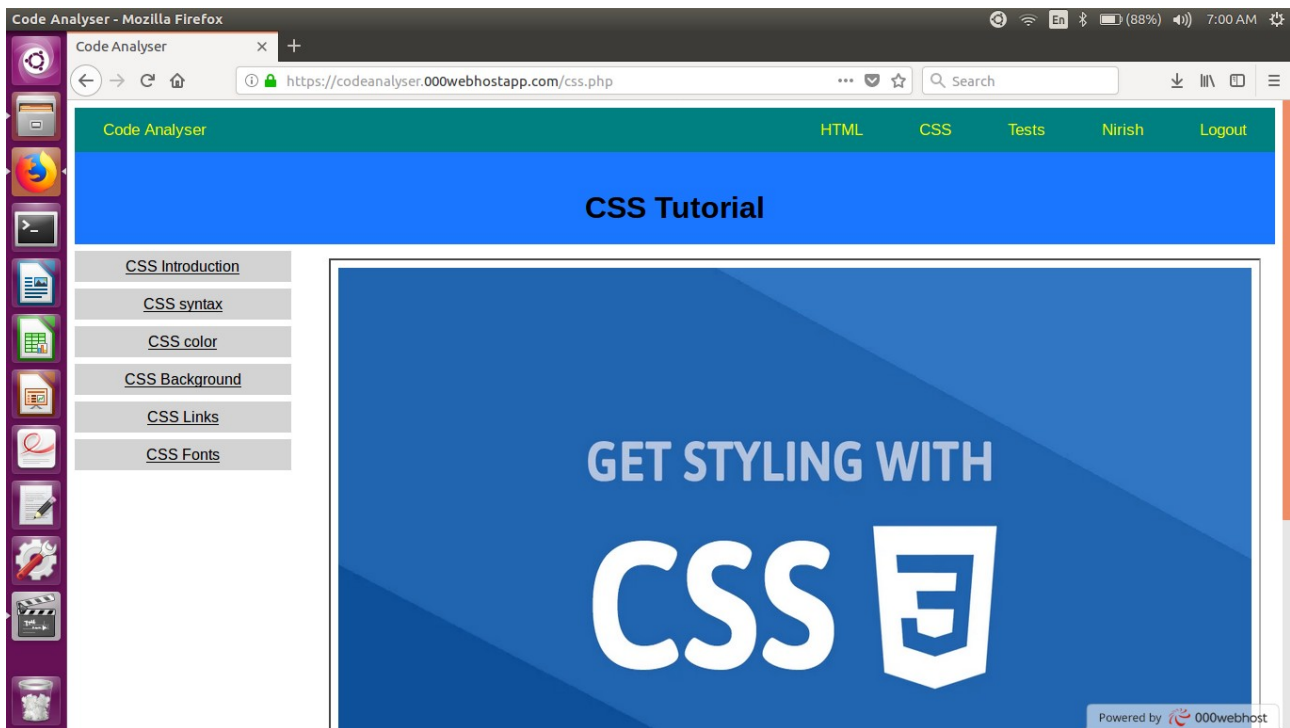 Code Analyser - Mozilla Firefox
En (88%) 7:00 AM
Code Analyser
https://codeanalyser.000webhostapp.com/css.php
Search
Code Analyser HTML CSS Tests Nirish Logout
CSS Tutorial
CSS Introduction
CSS syntax
CSS color
CSS Background
CSS Links
CSS Fonts
GET STYLING WITH
CSS 3
Powered by 000webhost